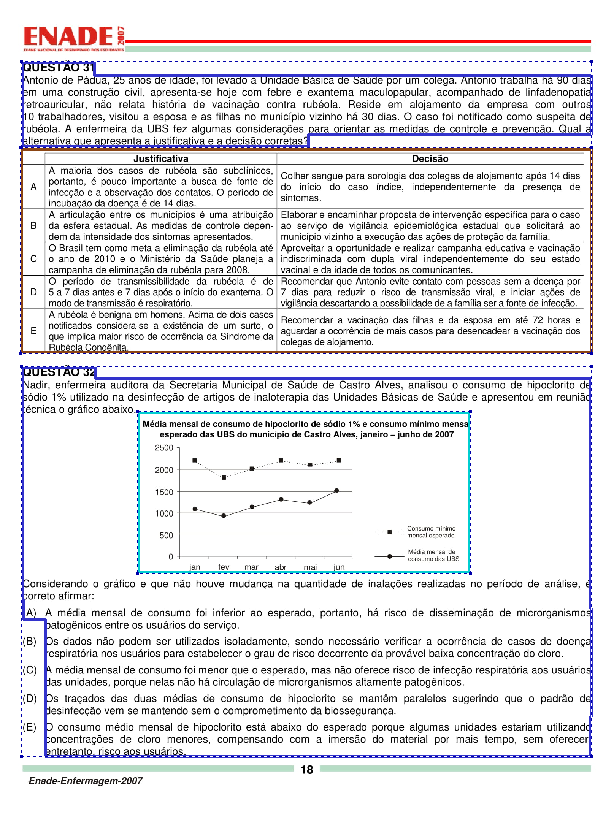 ENADE 2007
EXAME NACIONAL DE DESEMPENHO DOS ESTUDANTES
QUESTÃO 31
Antonio de Pádua, 25 anos de idade, foi levado à Unidade Básica de Saúde por um colega. Antonio trabalha há 90 dias
em uma construção civil, apresenta-se hoje com febre e exantema maculopapular, acompanhado de linfadenopatia
retroauricular, não relata história de vacinação contra rubéola. Reside em alojamento da empresa com outros
10 trabalhadores, visitou a esposa e as filhas no município vizinho há 30 dias. O caso foi notificado como suspeita de
rubéola. A enfermeira da UBS fez algumas considerações para orientar as medidas de controle e prevenção. Qual a
alternativa que apresenta a justificativa e a decisão corretas?
Justificativa Decisão
A
A maioria dos casos de rubéola são subclínicos,
portanto, é pouco importante a busca de fonte de
infecção e a observação dos contatos. O período de
incubação da doença é de 14 dias.
Colher sangue para sorologia dos colegas de alojamento após 14 dias
do início do caso índice, independentemente da presença de
sintomas.
B
A articulação entre os municípios é uma atribuição
da esfera estadual. As medidas de controle depen-
dem da intensidade dos sintomas apresentados.
Elaborar e encaminhar proposta de intervenção específica para o caso
ao serviço de vigilância epidemiológica estadual que solicitará ao
município vizinho a execução das ações de proteção da família.
C
O Brasil tem como meta a eliminação da rubéola até
o ano de 2010 e o Ministério da Saúde planeja a
campanha de eliminação da rubéola para 2008.
Aproveitar a oportunidade e realizar campanha educativa e vacinação
indiscriminada com dupla viral independentemente do seu estado
vacinal e da idade de todos os comunicantes.
D
O período de transmissibilidade da rubéola é de
5 a 7 dias antes e 7 dias após o início do exantema. O
modo de transmissão é respiratório.
Recomendar que Antonio evite contato com pessoas sem a doença por
7 dias para reduzir o risco de transmissão viral, e iniciar ações de
vigilância descartando a possibilidade de a família ser a fonte de infecção.
E
A rubéola é benigna em homens. Acima de dois casos
notificados considera-se a existência de um surto, o
que implica maior risco de ocorrência da Síndrome da
Rubéola Congênita.
Recomendar a vacinação das filhas e da esposa em até 72 horas e
aguardar a ocorrência de mais casos para desencadear a vacinação dos
colegas de alojamento.
QUESTÃO 32
Nadir, enfermeira auditora da Secretaria Municipal de Saúde de Castro Alves, analisou o consumo de hipoclorito de
sódio 1% utilizado na desinfecção de artigos de inaloterapia das Unidades Básicas de Saúde e apresentou em reunião
técnica o gráfico abaixo.
Média mensal de consumo de hipoclorito de sódio 1% e consumo mínimo mensal
esperado das UBS do município de Castro Alves, janeiro – junho de 2007
2500
2000
1500
1000
500
0
jan fev mar abr mai jun
Consumo mínimo
mensal esperado
Média mensal de
consumo das UBS
Considerando o gráfico e que não houve mudança na quantidade de inalações realizadas no período de análise, é
correto afirmar:
(A) A média mensal de consumo foi inferior ao esperado, portanto, há risco de disseminação de microrganismos
patogênicos entre os usuários do serviço.
(B) Os dados não podem ser utilizados isoladamente, sendo necessário verificar a ocorrência de casos de doença
respiratória nos usuários para estabelecer o grau de risco decorrente da provável baixa concentração do cloro.
(C) A média mensal de consumo foi menor que o esperado, mas não oferece risco de infecção respiratória aos usuários
das unidades, porque nelas não há circulação de microrganismos altamente patogênicos.
(D) Os traçados das duas médias de consumo de hipoclorito se mantêm paralelos sugerindo que o padrão de
desinfecção vem se mantendo sem o comprometimento da biossegurança.
(E) O consumo médio mensal de hipoclorito está abaixo do esperado porque algumas unidades estariam utilizando
concentrações de cloro menores, compensando com a imersão do material por mais tempo, sem oferecer,
entretanto, risco aos usuários.
18
Enade-Enfermagem-2007